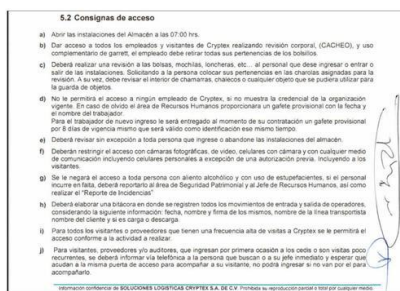 5.2 Consignas de acceso
a) Abrir las instalaciones del Almacén a las 07:00 hrs.
b) Dar acceso a todos los empleados y visitantes de Cryptex realizando revisión corporal, (CACHEO), y uso
complementario de garrett, el empleado debe retirar todas sus pertenencias de los bolsillos.
c) Deberá realizar una revisión a las bolsas, mochilas, loncheras, etc... al personal que dese ingresar o entrar o
salir de las instalaciones. Solicitando a la persona colocar sus pertenencias en las charolas asignadas para la
revisión. A su vez, debe revisar el interior de chamarras, chalecos o cualquier objeto que se pudiera utilizar para
la guarda de objetos.
d) No le permitirá el acceso a ningún empleado de Cryptex, si no muestra la credencial de la organización
vigente. En caso de olvido el área de Recursos Humanos proporcionara un gafete provisional con la fecha y
el nombre del trabajador.
Para el trabajador de nuevo ingreso le será entregado al momento de su contratación un gafete provisional
por 8 días de vigencia mismo que será válido como identificación ese mismo tiempo.
e) Deberá revisar sin excepción a toda persona que ingrese o abandone las instalaciones del almacén.
f) Deberán restringir el acceso con cámaras fotográficas, de video, celulares con cámara y con cualquier medio
de comunicación incluyendo celulares personales a excepción de una autorización previa. Incluyendo a los
visitantes.
g) Se le negará el acceso a toda persona con aliento alcohólico y con uso de estupefacientes, si el personal
incurre en falta, deberá reportarlo al área de Seguridad Patrimonial y al Jefe de Recursos Humanos, así como
realizar el "Reporte de Incidencias"
h) Deberá elaborar una bitácora en donde se registren todos los movimientos de entrada y salida de operadores,
considerando la siguiente información: fecha, nombre y firma de los mismos, nombre de la línea transportista
nombre del cliente y si es carga o descarga.
i) Para todos los visitantes o proveedores que tienen una frecuencia alta de visitas a Cryptex se le permitirá el
acceso conforme a la actividad a realizar.
j) Para visitantes, proveedores y/o auditores, que ingresan por primera ocasión a los cedis o son visitas poco
recurrentes, se deberá informar vía telefónica a la persona que buscan o a su jefe inmediato y esperar que
acudan a la misma puerta de acceso para acompañar a su visitante, no podrá ingresar si no van por el para
acompañarlo.
Información confidencial de SOLUCIONES LOGISTICAS CRYPTEX S.A. DE C.V. Prohibida su reproducción parcial o total por cualquier medio.